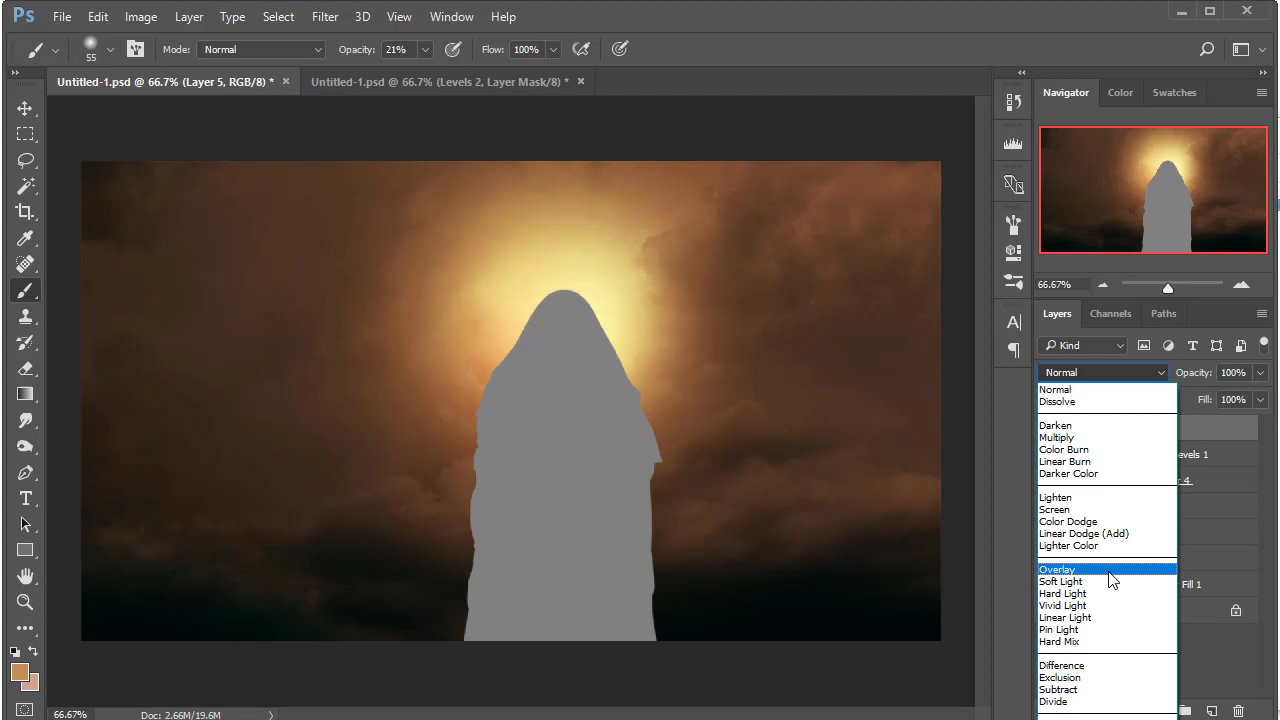 Ps File Edit Image Layer Type Select Filter 3D View Window Help
55 Mode: Normal Opacity: 21% Flow: 100%
Untitled-1.psd @ 66.7% (Layer 5, RGB/8) * Untitled-1.psd @ 66.7% (Levels 2, Layer Mask/8) *
Navigator Color Swatches
66.67%
Layers Channels Paths
Kind
Normal Opacity: 100%
Fill: 100%
Normal
Dissolve
Darken
Multiply
Color Burn
Linear Burn
Darker Color
Lighten
Screen
Color Dodge
Linear Dodge (Add)
Lighter Color
Overlay
Soft Light
Hard Light
Vivid Light
Linear Light
Pin Light
Hard Mix
Difference
Exclusion
Subtract
Divide
evels 1
4
Fill 1
66.67% Doc: 2.66M/19.6M